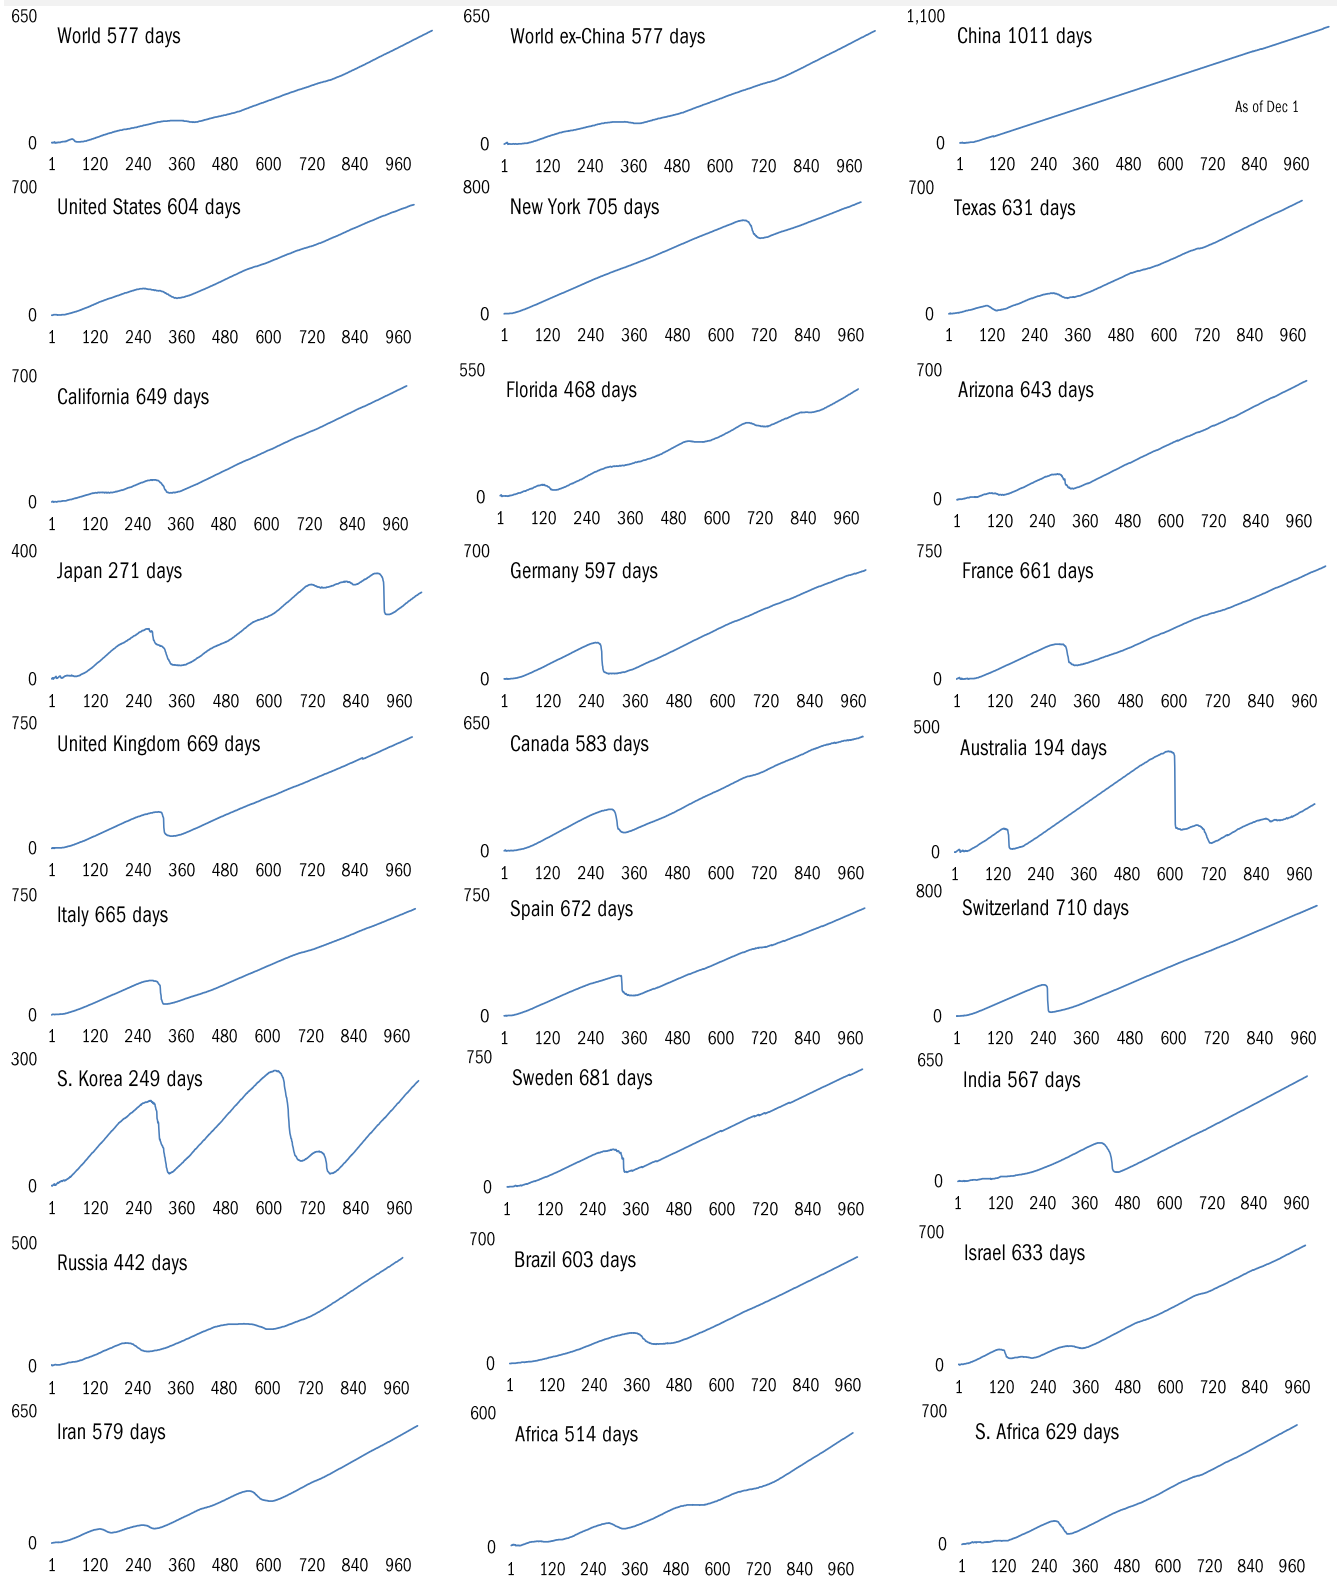 650 650 1,100
World 577 days World ex-China 577 days China 1011 days
As of Dec 1
0 0 0
1 120 240 360 480 600 720 840 960 1 120 240 360 480 600 720 840 960 1 120 240 360 480 600 720 840 960
700 800 700
United States 604 days New York 705 days Texas 631 days
0 0 0
1 120 240 360 480 600 720 840 960 1 120 240 360 480 600 720 840 960 1 120 240 360 480 600 720 840 960
700 550 700
California 649 days Florida 468 days Arizona 643 days
0 0 0
1 120 240 360 480 600 720 840 960 1 120 240 360 480 600 720 840 960 1 120 240 360 480 600 720 840 960
400 700 750
Japan 271 days Germany 597 days France 661 days
0 0 0
1 120 240 360 480 600 720 840 960 1 120 240 360 480 600 720 840 960 1 120 240 360 480 600 720 840 960
750 650 500
United Kingdom 669 days Canada 583 days Australia 194 days
0 0 0
1 120 240 360 480 600 720 840 960 1 120 240 360 480 600 720 840 960 1 120 240 360 480 600 720 840 960
750 750 800
Italy 665 days Spain 672 days Switzerland 710 days
0 0 0
1 120 240 360 480 600 720 840 960 1 120 240 360 480 600 720 840 960 1 120 240 360 480 600 720 840 960
300 750 650
S. Korea 249 days Sweden 681 days India 567 days
0 0 0
1 120 240 360 480 600 720 840 960 1 120 240 360 480 600 720 840 960 1 120 240 360 480 600 720 840 960
500 700 700
Russia 442 days Brazil 603 days Israel 633 days
0 0 0
1 120 240 360 480 600 720 840 960 1 120 240 360 480 600 720 840 960 1 120 240 360 480 600 720 840 960
650 600 700
Iran 579 days Africa 514 days S. Africa 629 days
0 0 0
1 120 240 360 480 600 720 840 960 1 120 240 360 480 600 720 840 960 1 120 240 360 480 600 720 840 960